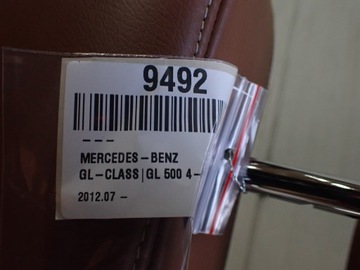 9492
---
MERCEDES-BENZ
GL-CLASS|GL 500 4-
2012.07 -